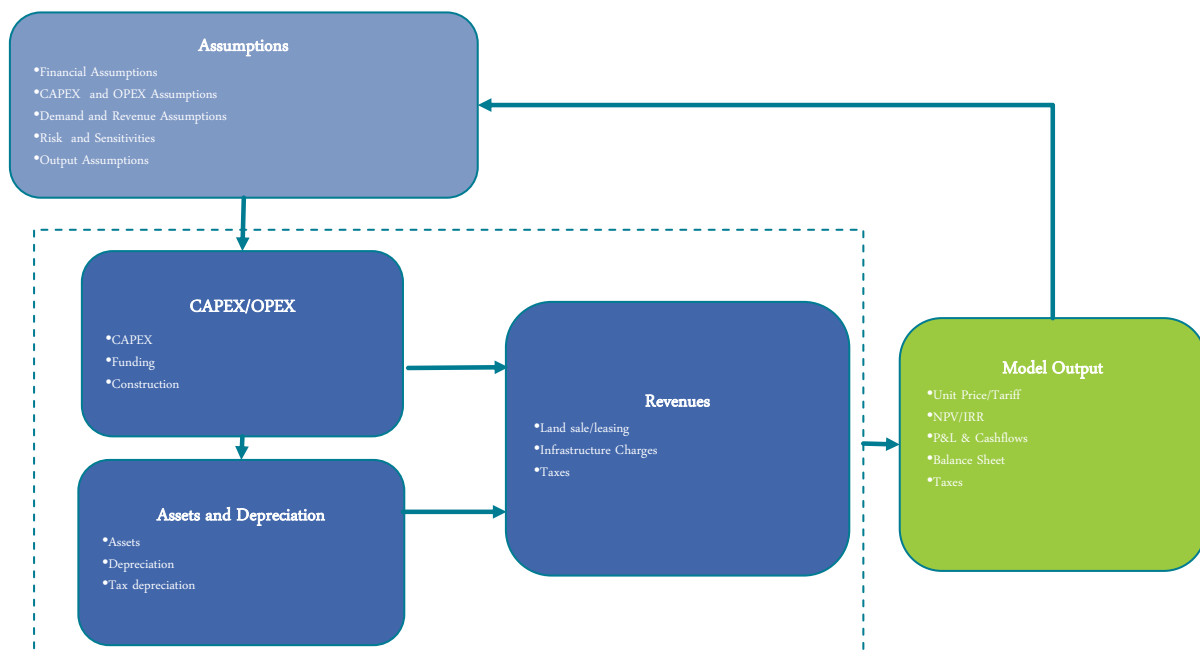 Assumptions
•Financial Assumptions
•CAPEX and OPEX Assumptions
•Demand and Revenue Assumptions
•Risk and Sensitivities
•Output Assumptions
CAPEX/OPEX
•CAPEX
•Funding
•Construction
Assets and Depreciation
•Assets
•Depreciation
•Tax depreciation
Revenues
•Land sale/leasing
•Infrastructure Charges
•Taxes
Model Output
•Unit Price/Tariff
•NPV/IRR
•P&L & Cashflows
•Balance Sheet
•Taxes